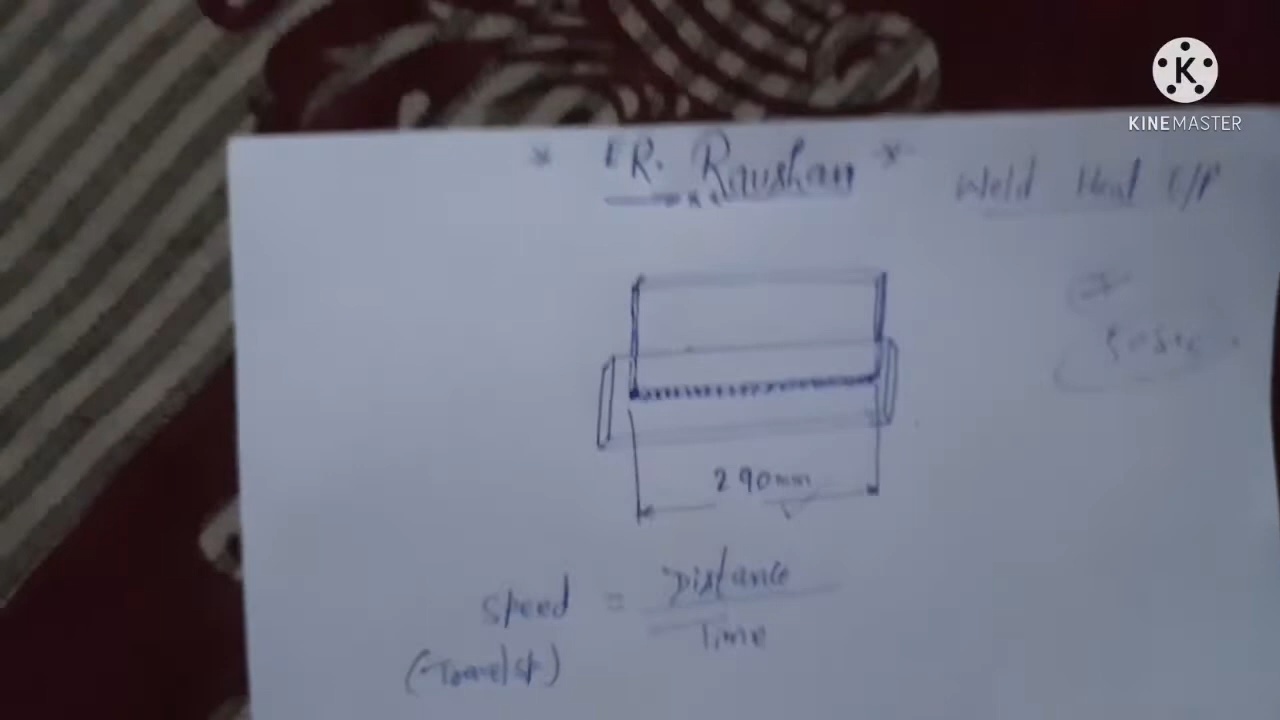 * ER. Raushan *
Weld Heat I/P
290mm
Speed = Distance
Time
(Travel sp)
K
KINEMASTER